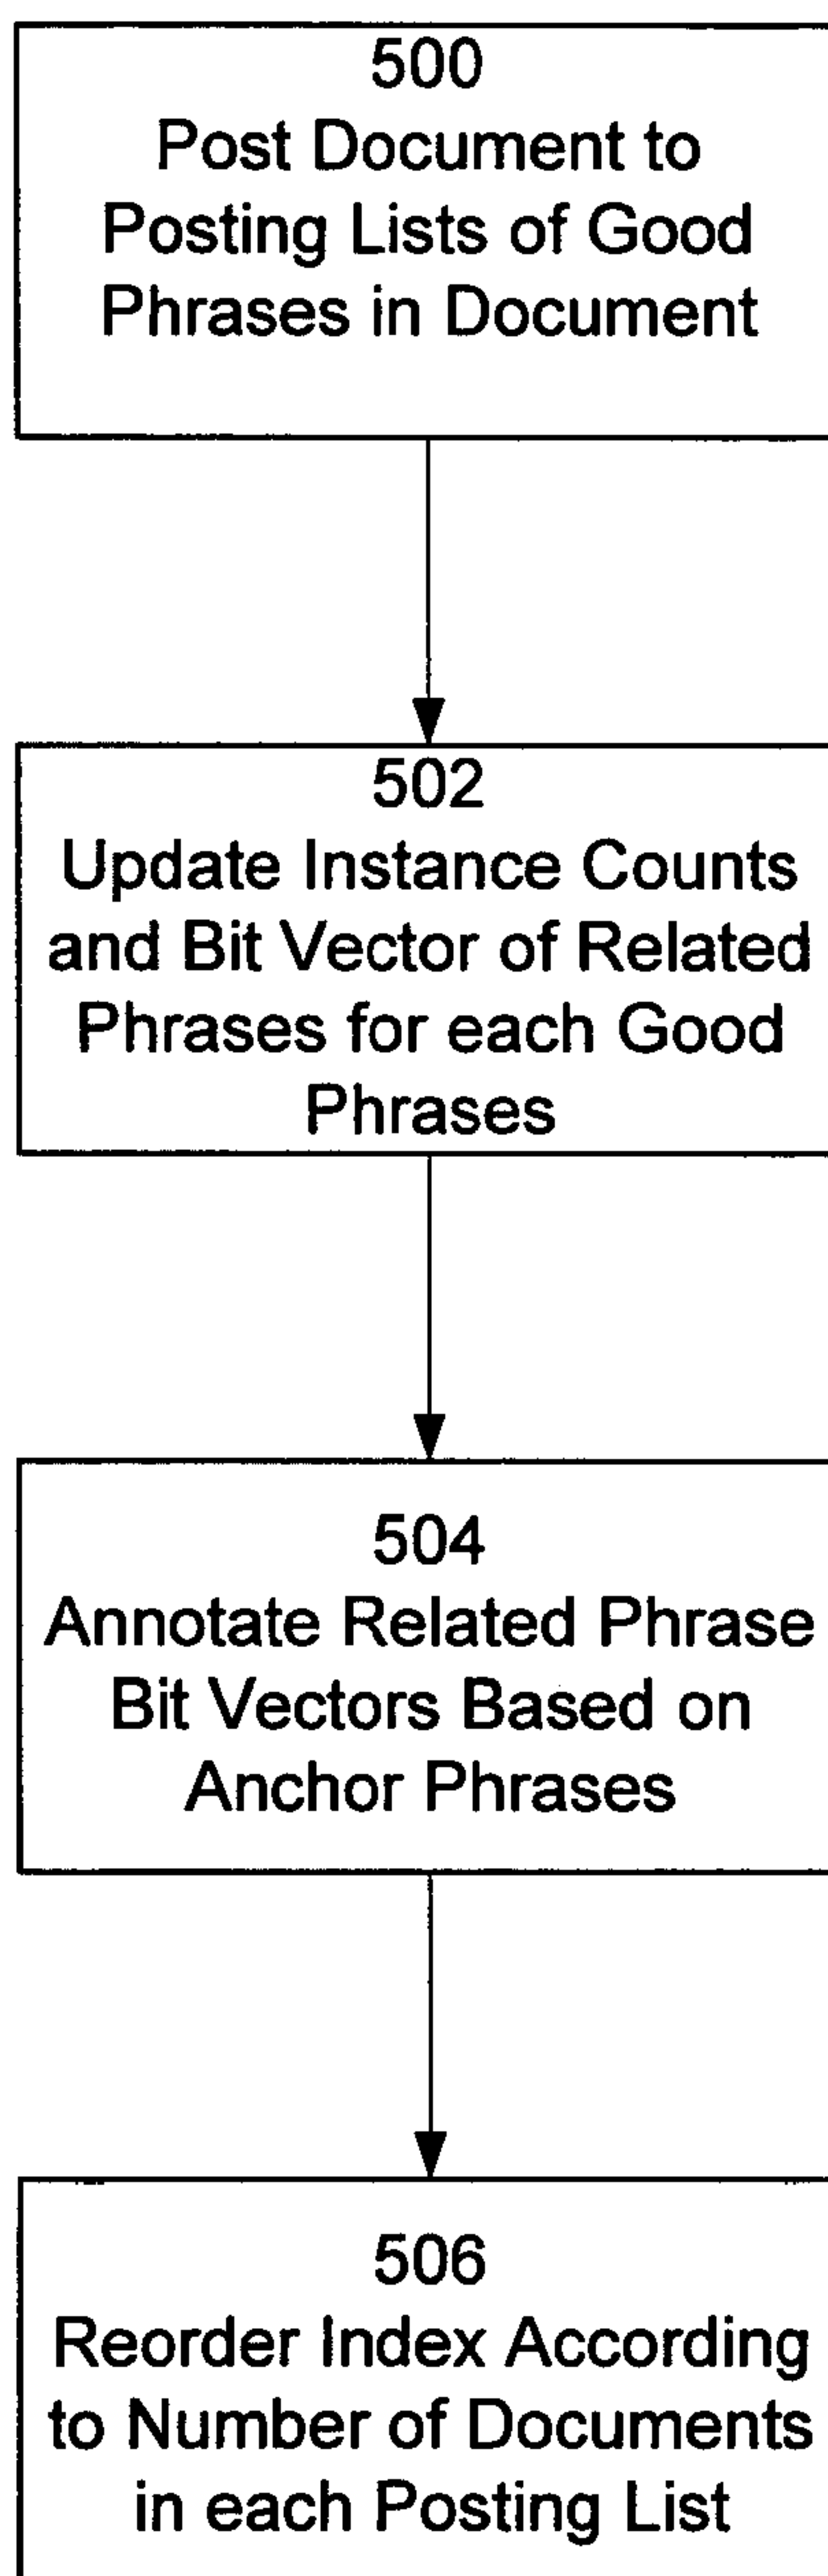 500
Post Document to
Posting Lists of Good
Phrases in Document
502
Update Instance Counts
and Bit Vector of Related
Phrases for each Good
Phrases
504
Annotate Related Phrase
Bit Vectors Based on
Anchor Phrases
506
Reorder Index According
to Number of Documents
in each Posting List